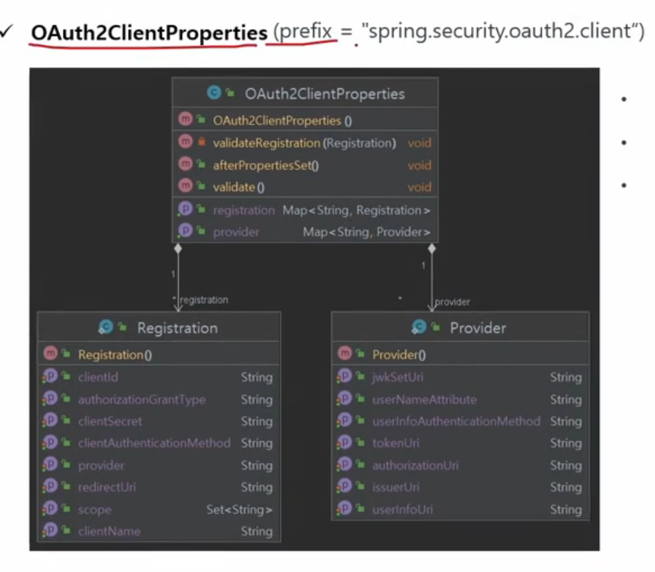 ✓ OAuth2ClientProperties (prefix = "spring.security.oauth2.client“)
OAuth2ClientProperties
OAuth2ClientProperties ()
validateRegistration (Registration) void
afterPropertiesSet() void
validate () void
registration Map<String, Registration>
provider Map<String, Provider>
1
1
* registration
* provider
Registration
Registration()
clientId String
authorizationGrantType String
clientSecret String
clientAuthenticationMethod String
provider String
redirectUri String
scope Set<String>
clientName String
Provider
Provider()
jwkSetUri String
userNameAttribute String
userInfoAuthenticationMethod String
tokenUri String
authorizationUri String
issuerUri String
userInfoUri String